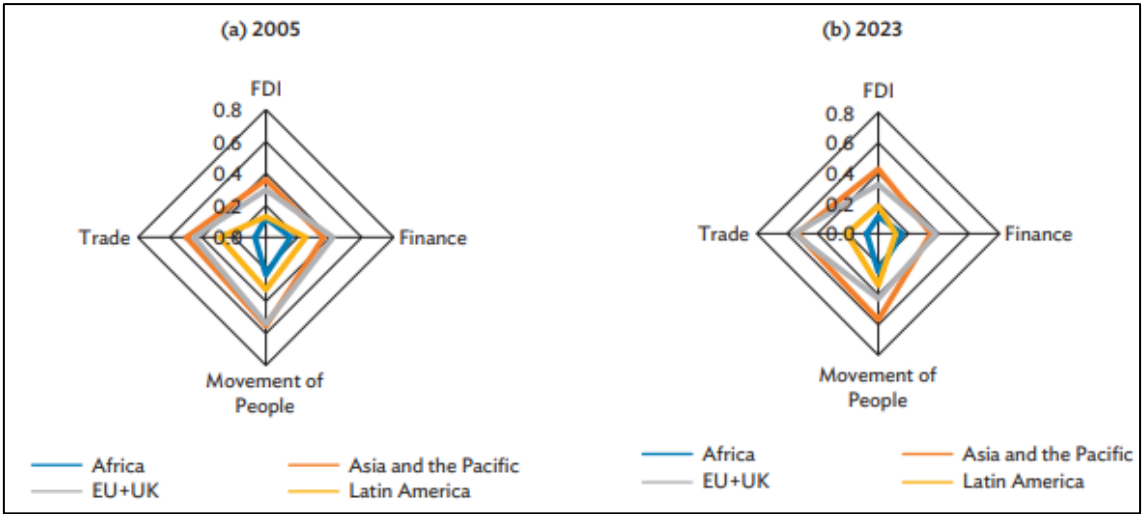 (a) 2005
FDI
0.8
0.6
0.4
0.2
0.0
Trade
Finance
Movement of
People
Africa
Asia and the Pacific
EU+UK
Latin America
(b) 2023
FDI
0.8
0.6
0.4
0.2
0.0
Trade
Finance
Movement of
People
Africa
Asia and the Pacific
EU+UK
Latin America